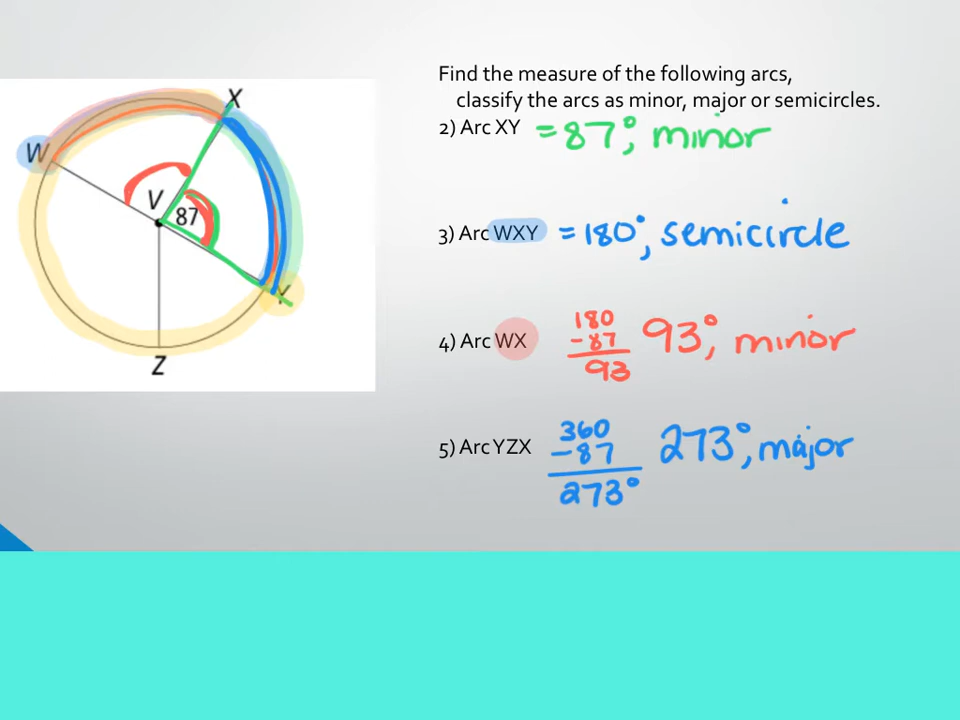 Find the measure of the following arcs,
classify the arcs as minor, major or semicircles.
2) Arc XY = 87°, minor
3) Arc WXY = 180°, semicircle
4) Arc WX 180 93°, minor
-87
93
5) Arc YZX 360 273°, major
-87
273°
X
W
V
87
Y
Z